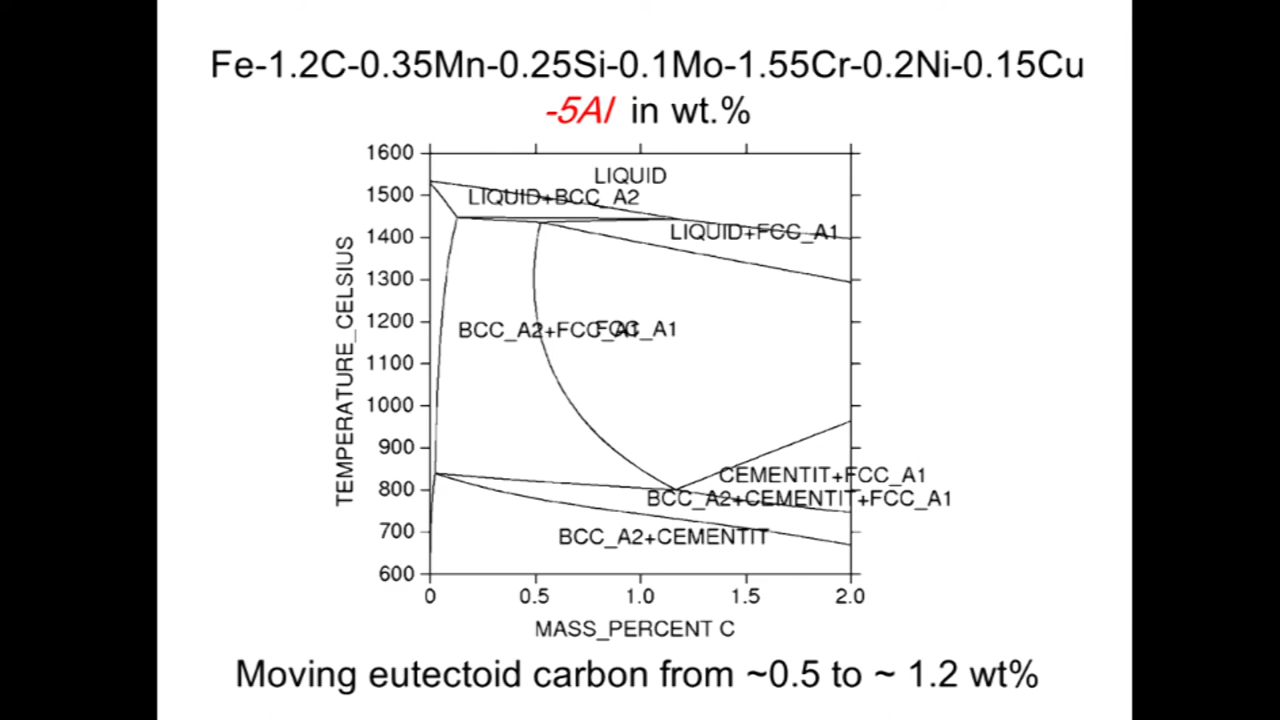 Fe-1.2C-0.35Mn-0.25Si-0.1Mo-1.55Cr-0.2Ni-0.15Cu
-5Al in wt.%
1600
LIQUID
1500
LIQUID+BCC_A2
1400
LIQUID+FCC_A1
1300
1200
BCC_A2+FCC_A1
FCC_A1
1100
1000
900
CEMENTIT+FCC_A1
800
BCC_A2+CEMENTIT+FCC_A1
700
BCC_A2+CEMENTIT
600
TEMPERATURE_CELSIUS
0 0.5 1.0 1.5 2.0
MASS_PERCENT C
Moving eutectoid carbon from ~0.5 to ~ 1.2 wt%